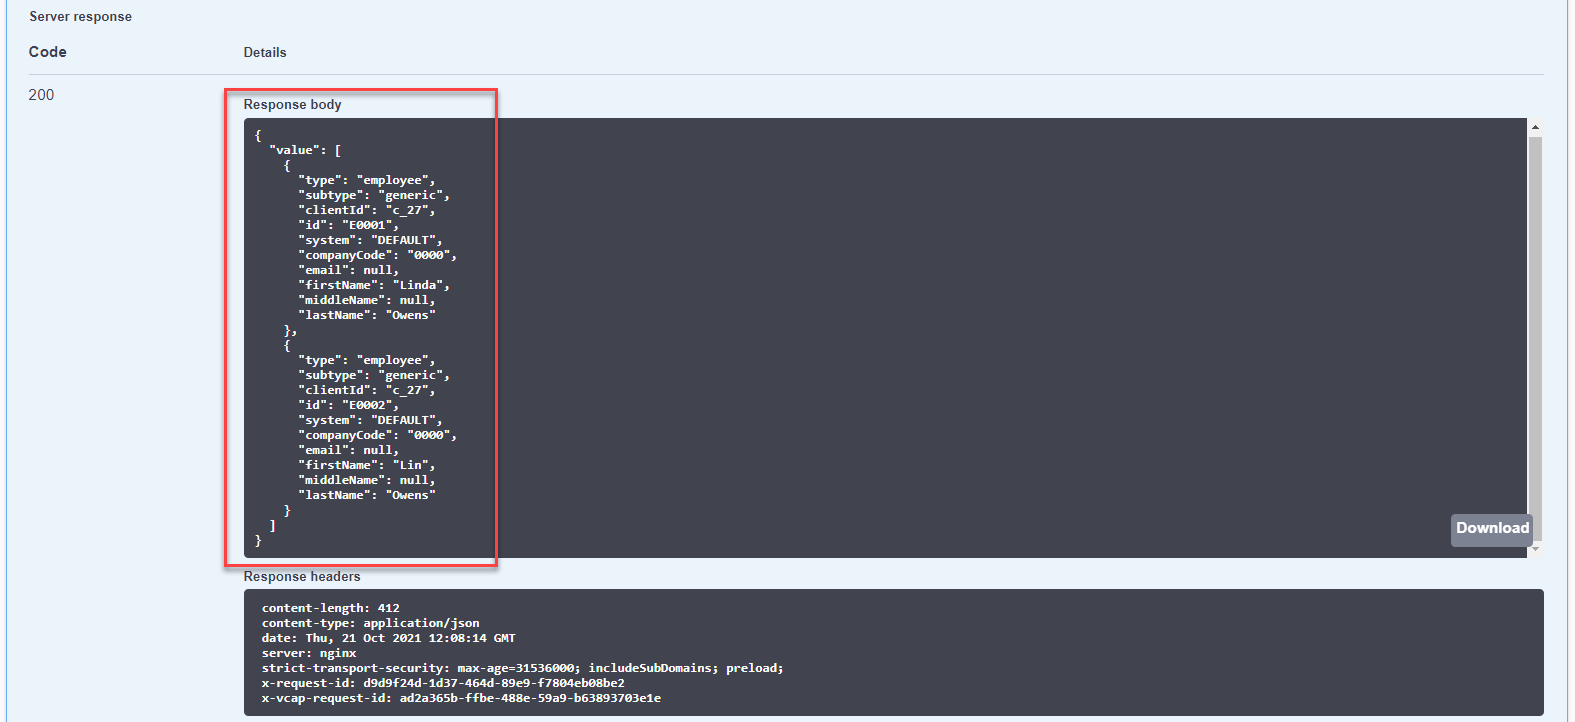 Server response
Code Details
200
Response body
{
  "value": [
    {
      "type": "employee",
      "subtype": "generic",
      "clientId": "c_27",
      "id": "E0001",
      "system": "DEFAULT",
      "companyCode": "0000",
      "email": null,
      "firstName": "Linda",
      "middleName": null,
      "lastName": "Owens"
    },
    {
      "type": "employee",
      "subtype": "generic",
      "clientId": "c_27",
      "id": "E0002",
      "system": "DEFAULT",
      "companyCode": "0000",
      "email": null,
      "firstName": "Lin",
      "middleName": null,
      "lastName": "Owens"
    }
  ]
}
Download
Response headers
content-length: 412
content-type: application/json
date: Thu, 21 Oct 2021 12:08:14 GMT
server: nginx
strict-transport-security: max-age=31536000; includeSubDomains; preload;
x-request-id: d9d9f24d-1d37-464d-89e9-f7804eb08be2
x-vcap-request-id: ad2a365b-ffbe-488e-59a9-b63893703e1e